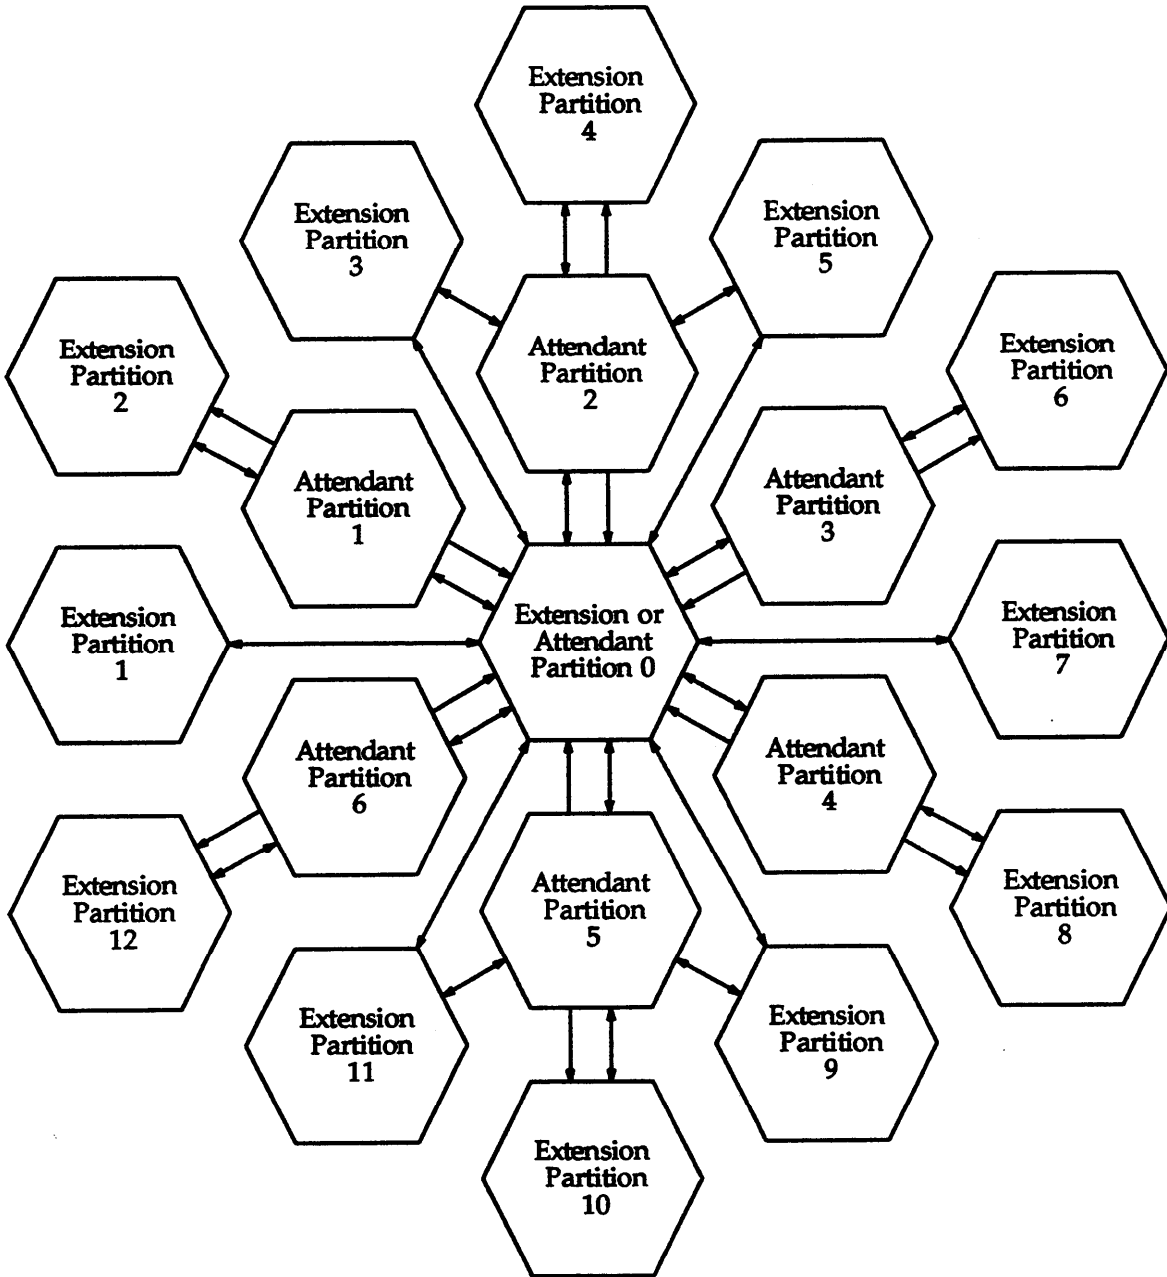 Extension
Partition
4
Extension
Partition
3
Extension
Partition
5
Extension
Partition
2
Attendant
Partition
2
Extension
Partition
6
Attendant
Partition
1
Attendant
Partition
3
Extension
Partition
1
Extension or
Attendant
Partition 0
Extension
Partition
7
Attendant
Partition
6
Attendant
Partition
4
Extension
Partition
12
Attendant
Partition
5
Extension
Partition
8
Extension
Partition
11
Extension
Partition
9
Extension
Partition
10